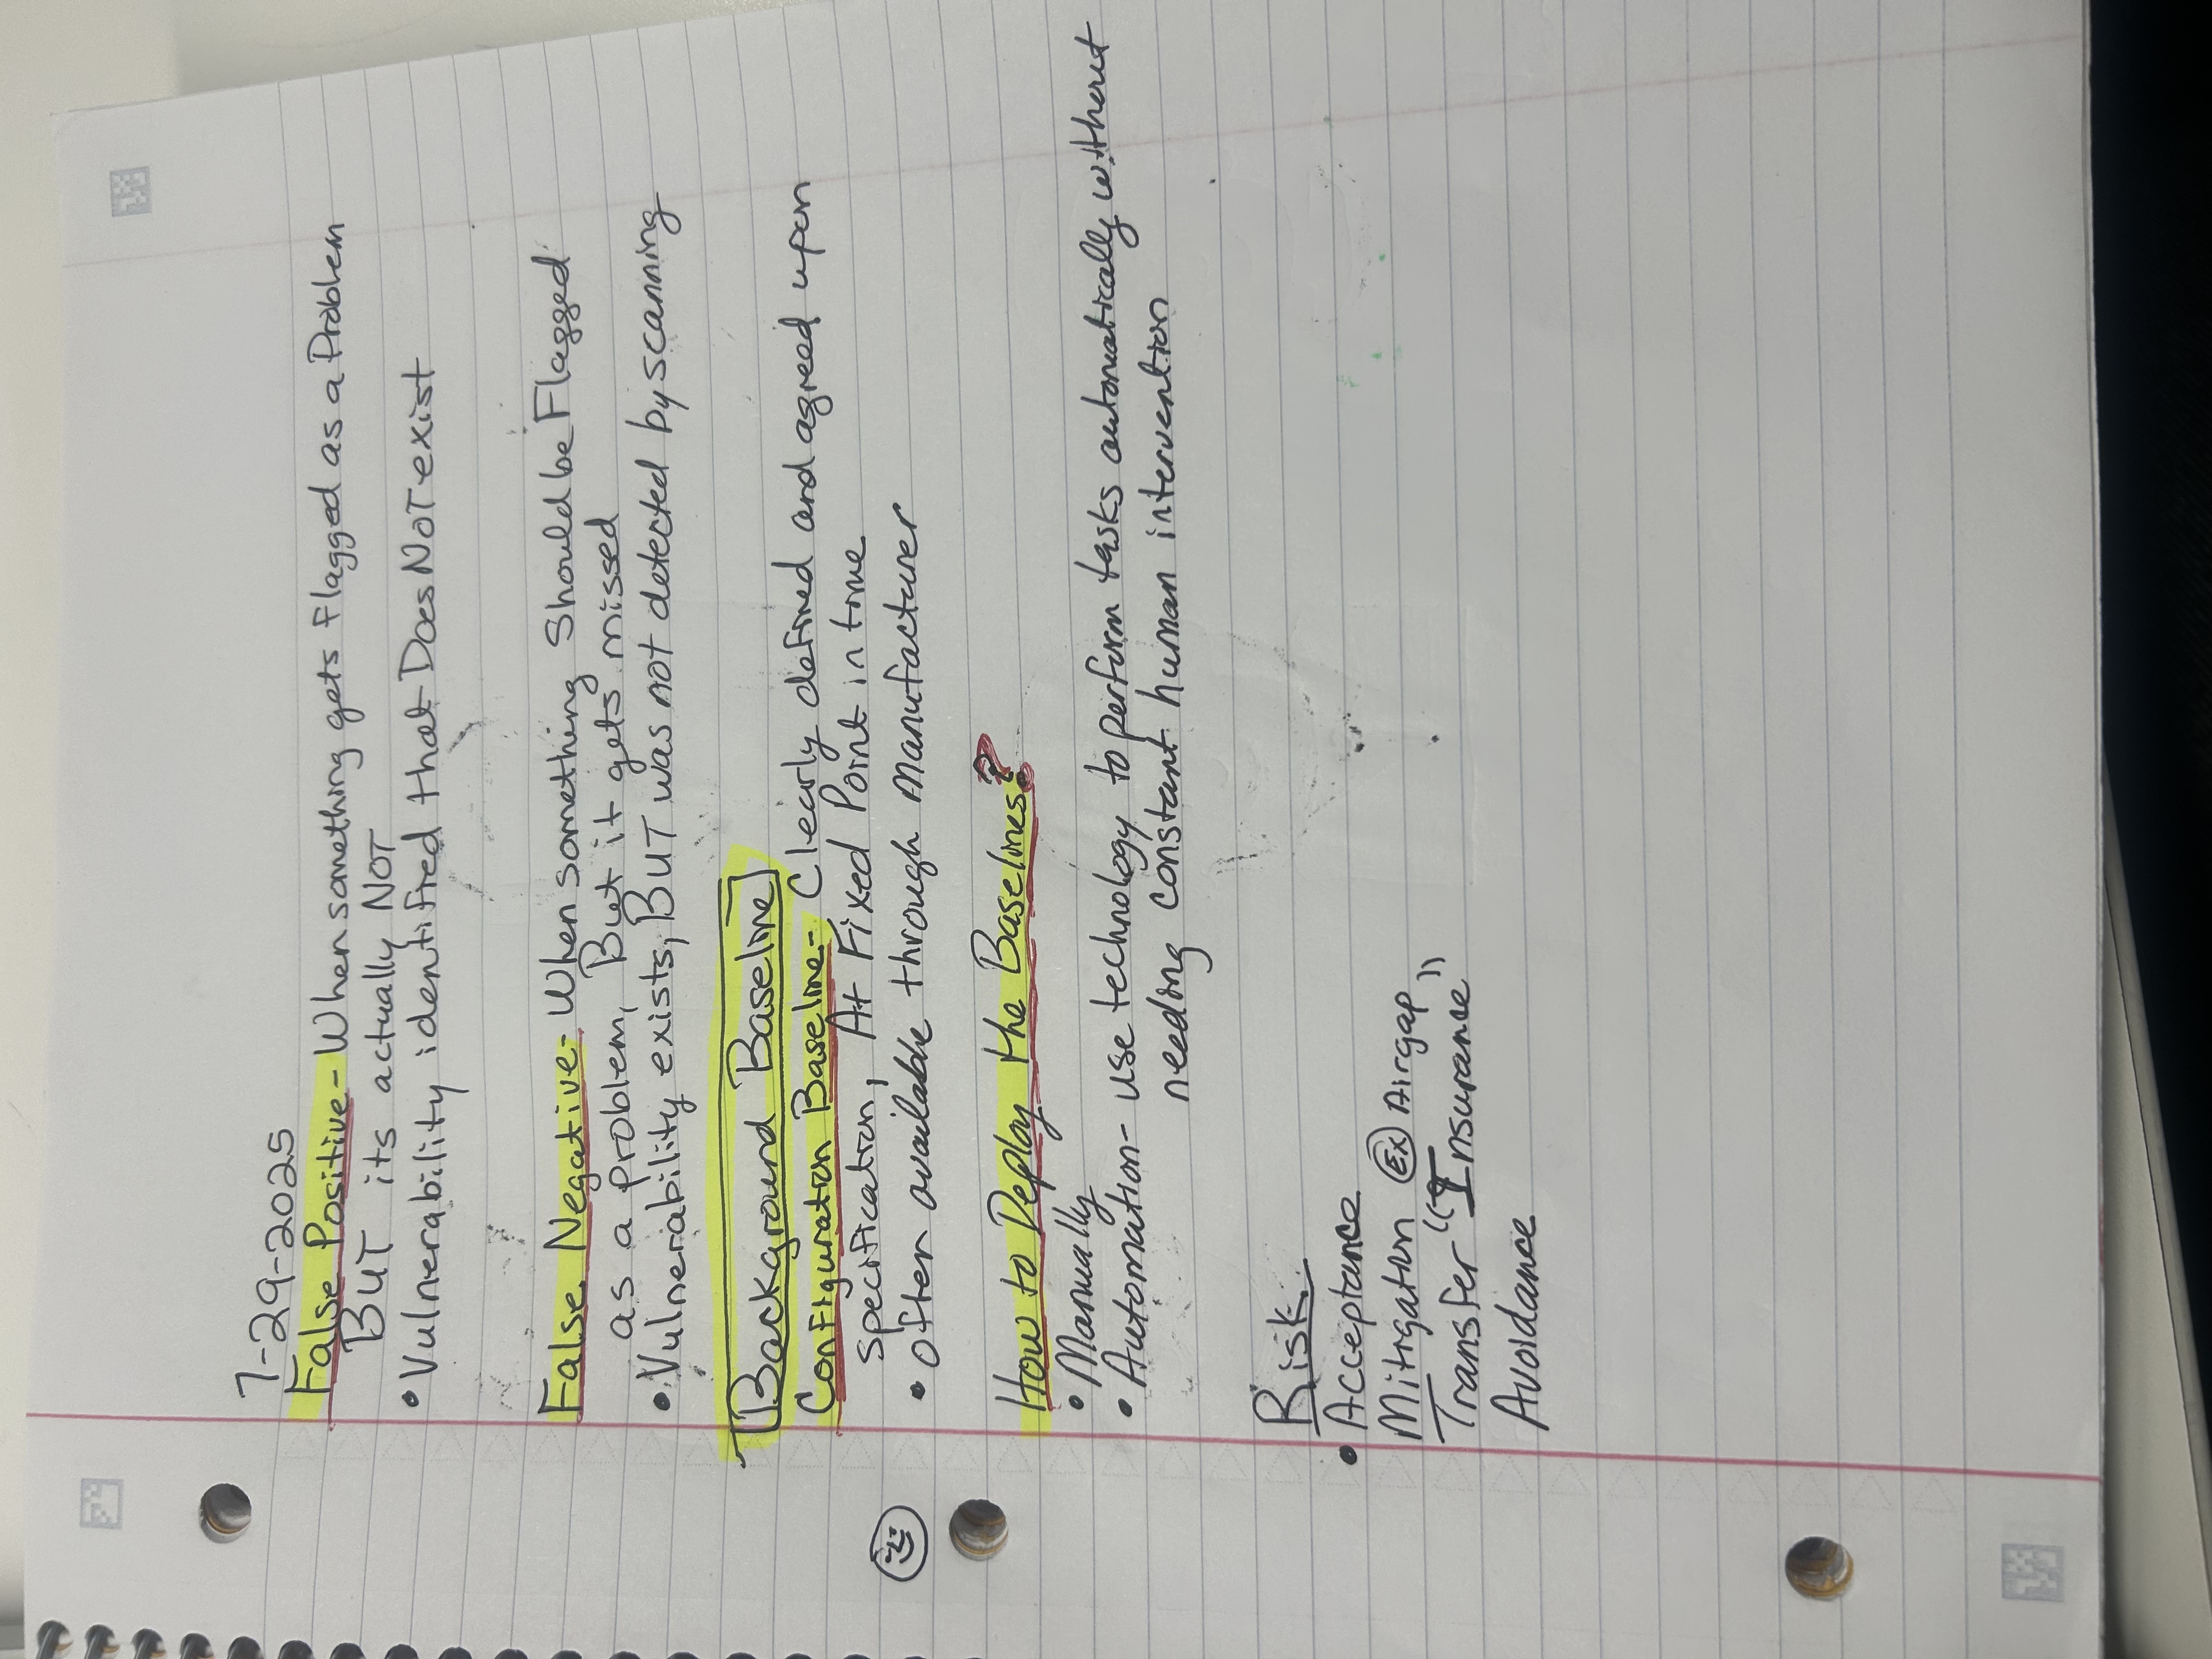 7-29-2025
False Positive - When something gets Flagged as a Problem
BUT its actually NOT
• Vulnerability identified that Does NOT exist
False Negative - When something Should be Flagged
as a problem, But it gets missed
• Vulnerability exists, BUT was not detected by scanning
[Background Baseline]
Configuration Baseline - Clearly defined and agreed upon
specification, At Fixed Point in time
• often available through manufacturer
How to Deploy the Baselines?
• Manually
• Automation - use technology to perform tasks automatically without
needing constant human intervention
Risk
• Acceptance
Mitigation Ex Airgap
Transfer "Insurance"
Avoidance